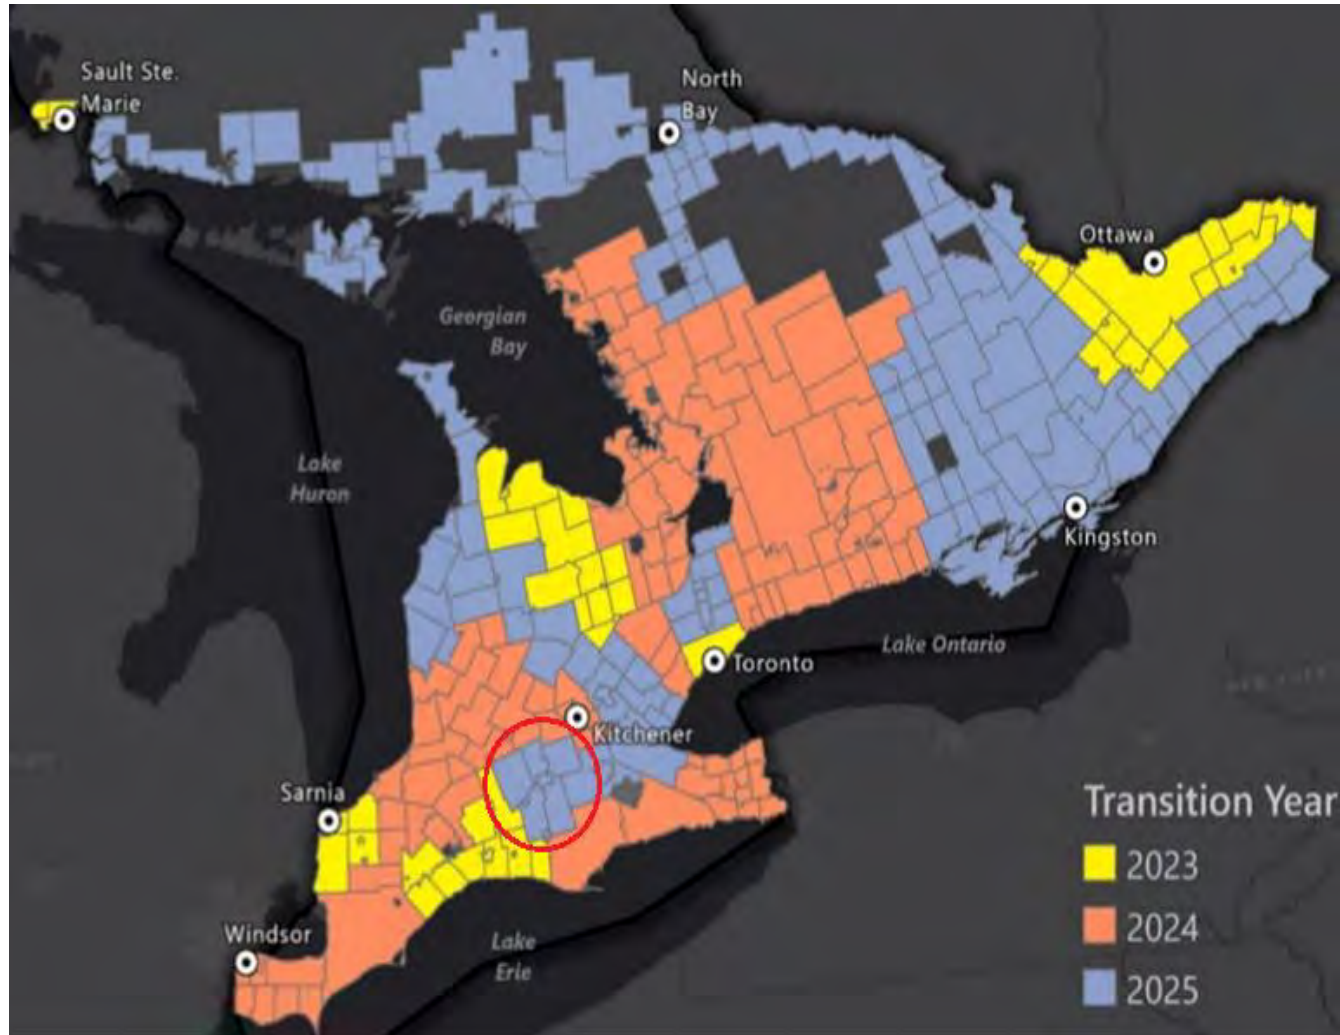 Sault Ste.
Marie
North
Bay
Ottawa
Georgian
Bay
Lake
Huron
Kingston
Lake Ontario
Toronto
Kitchener
Sarnia
Windsor
Lake
Erie
Transition Year
2023
2024
2025